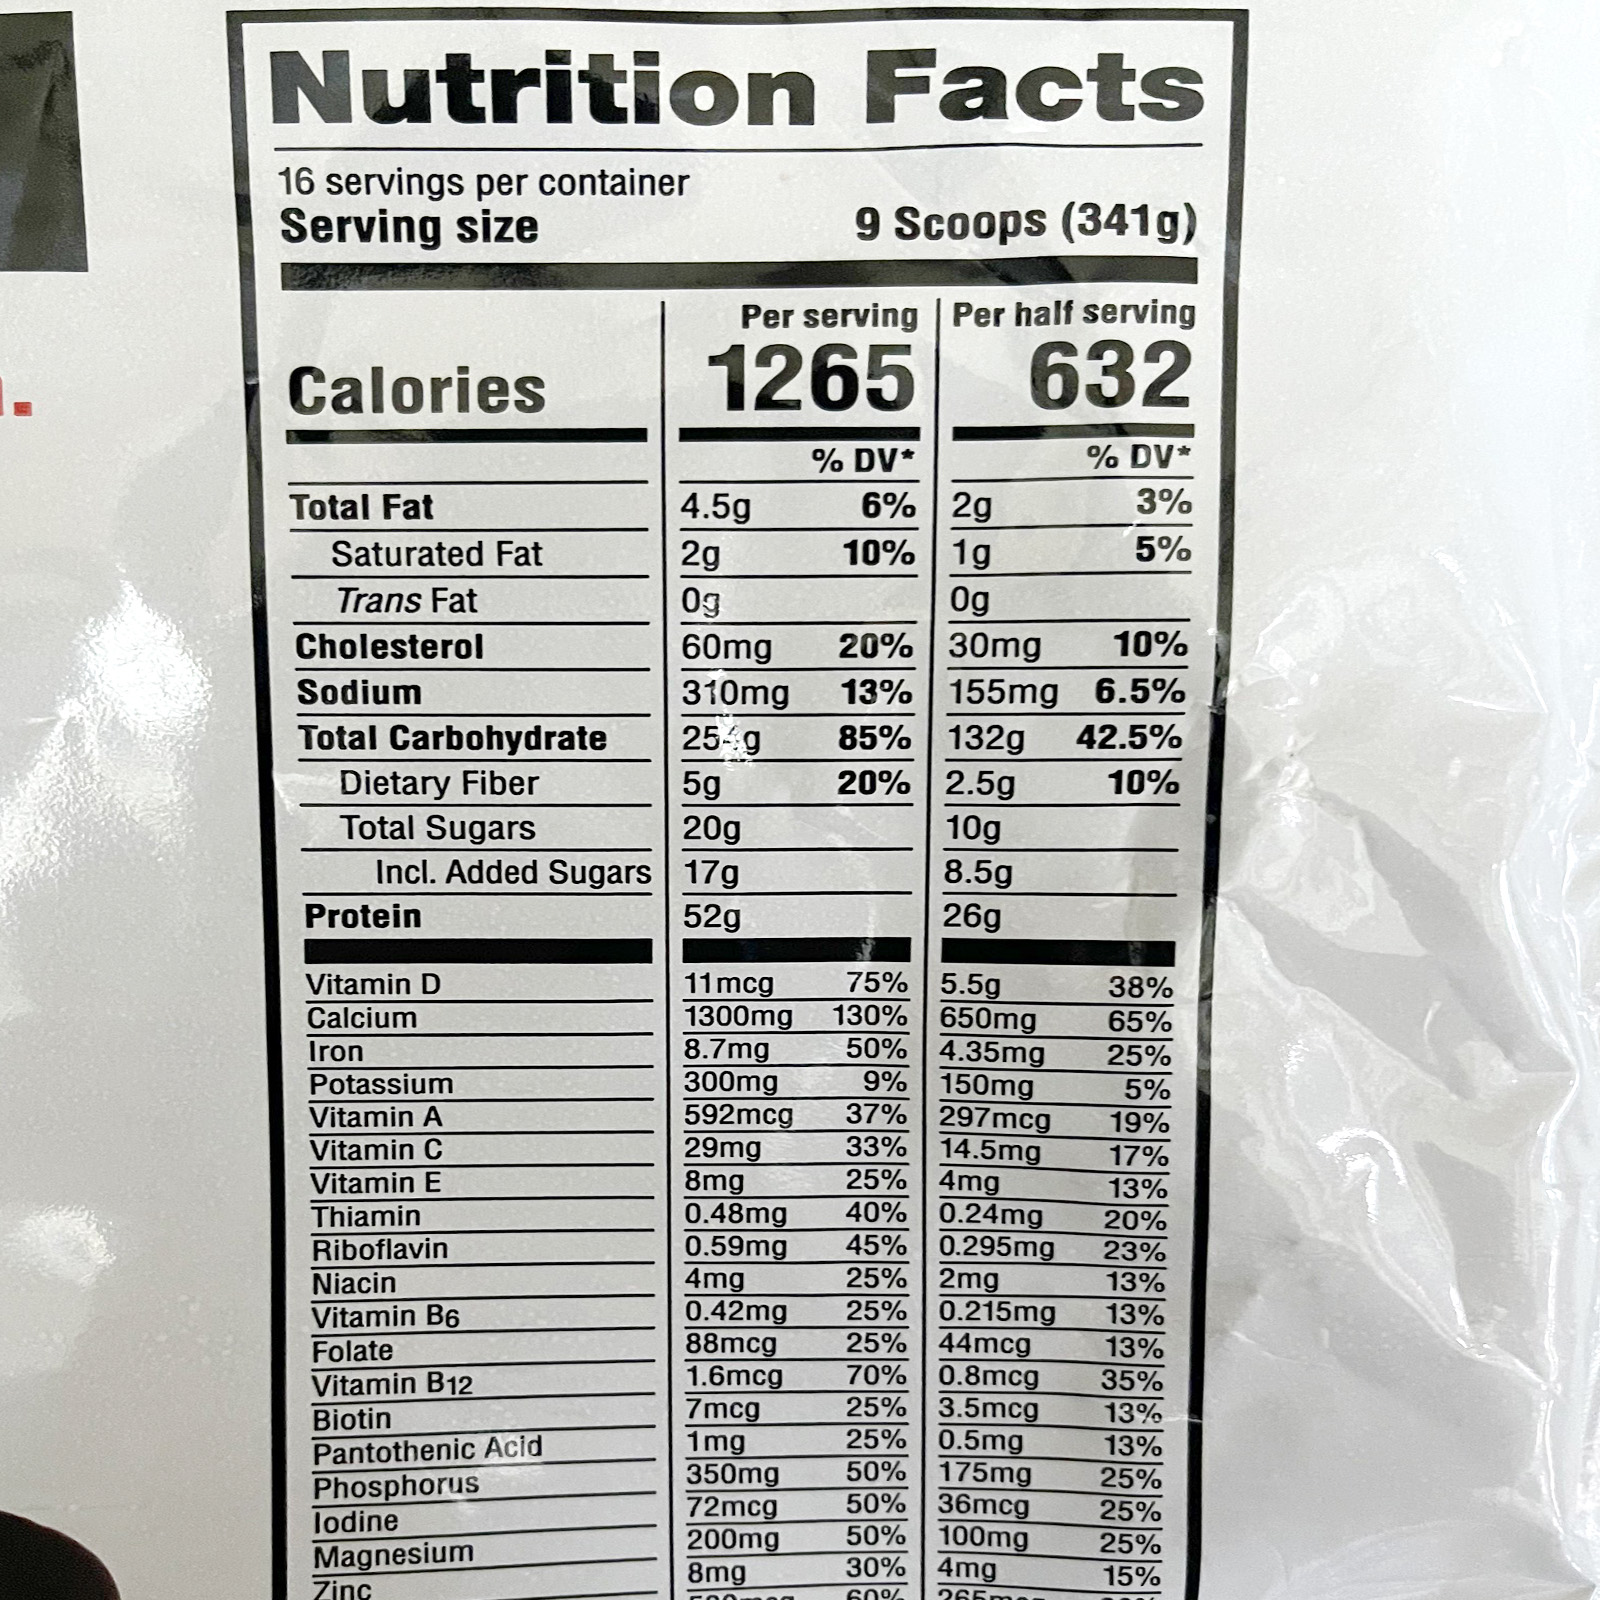 Nutrition Facts
16 servings per container
Serving size 9 Scoops (341g)
Per serving Per half serving
Calories 1265 632
% DV* % DV*
Total Fat 4.5g 6% 2g 3%
Saturated Fat 2g 10% 1g 5%
Trans Fat 0g 0g
Cholesterol 60mg 20% 30mg 10%
Sodium 310mg 13% 155mg 6.5%
Total Carbohydrate 85% 132g 42.5%
Dietary Fiber 5g 20% 2.5g 10%
Total Sugars 20g 10g
Incl. Added Sugars 17g 8.5g
Protein 52g 26g
Vitamin D 11mcg 75% 5.5g 38%
Calcium 1300mg 130% 650mg 65%
Iron 8.7mg 50% 4.35mg 25%
Potassium 300mg 9% 150mg 5%
Vitamin A 592mcg 37% 297mcg 19%
Vitamin C 29mg 33% 14.5mg 17%
Vitamin E 8mg 25% 4mg 13%
Thiamin 0.48mg 40% 0.24mg 20%
Riboflavin 0.59mg 45% 0.295mg 23%
Niacin 4mg 25% 2mg 13%
Vitamin B6 0.42mg 25% 0.215mg 13%
Folate 88mcg 25% 44mcg 13%
Vitamin B12 1.6mcg 70% 0.8mcg 35%
Biotin 7mcg 25% 3.5mcg 13%
Pantothenic Acid 1mg 25% 0.5mg 13%
Phosphorus 350mg 50% 175mg 25%
Iodine 72mcg 50% 36mcg 25%
Magnesium 200mg 50% 100mg 25%
Zinc 8mg 30% 4mg 15%